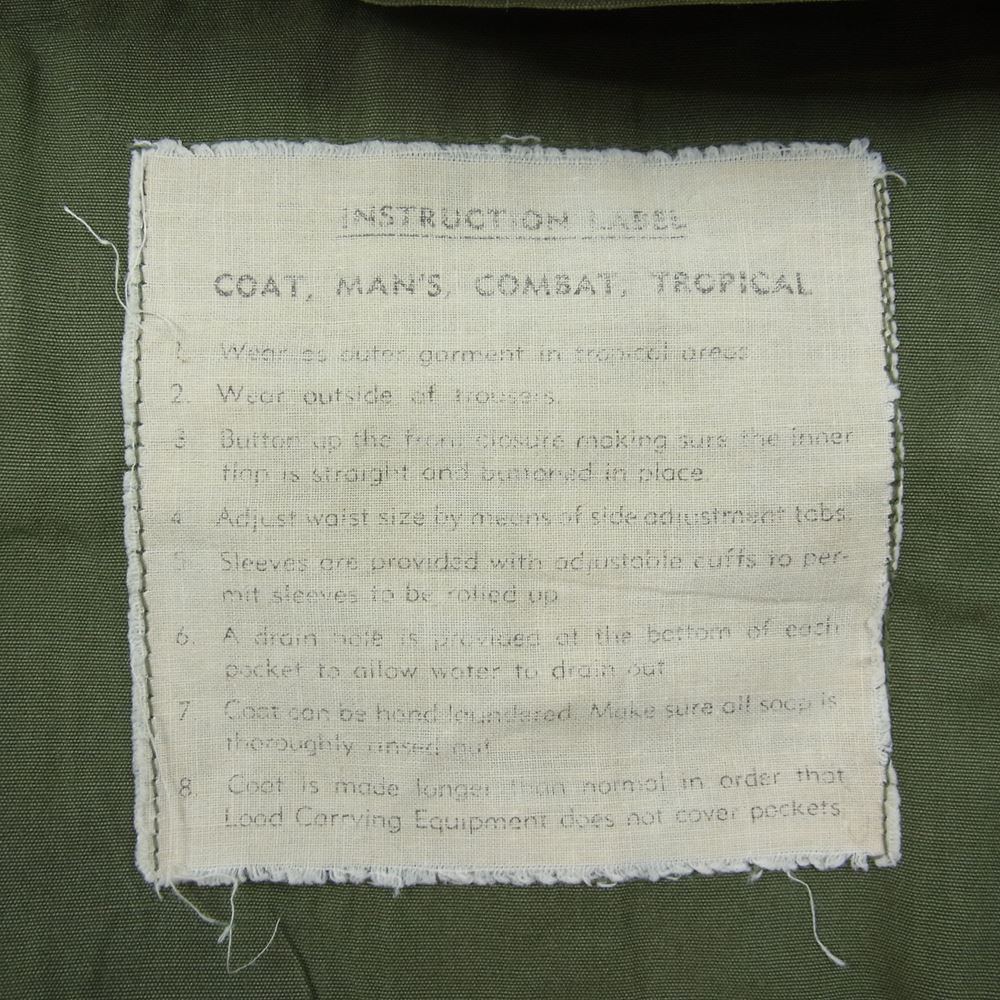 INSTRUCTION LABEL
COAT, MAN'S, COMBAT, TROPICAL
1. Wear as outer garment in tropical areas.
2. Wear outside of trousers.
3. Button up the front closure making sure the inner
flap is straight and buttoned in place.
4. Adjust waist size by means of side adjustment tabs.
5. Sleeves are provided with adjustable cuffs to per-
mit sleeves to be rolled up.
6. A drain hole is provided at the bottom of each
pocket to allow water to drain out.
7. Coat can be hand laundered. Make sure all soap is
thoroughly rinsed out.
8. Coat is made longer than normal in order that
Load Carrying Equipment does not cover pockets.